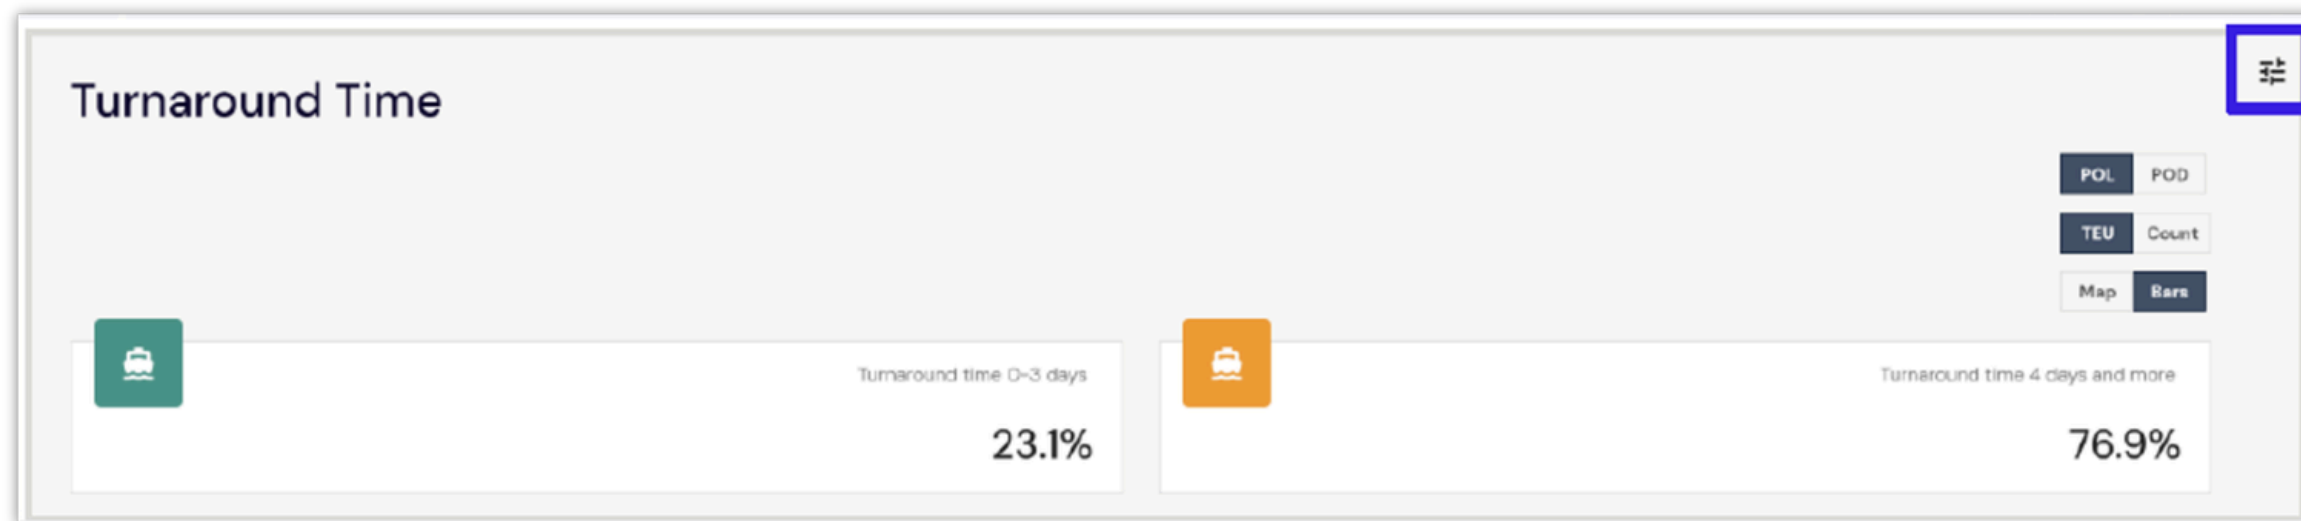 Turnaround Time
POL POD
TEU Count
Map Bars
Turnaround time 0-3 days
23.1%
Turnaround time 4 days and more
76.9%